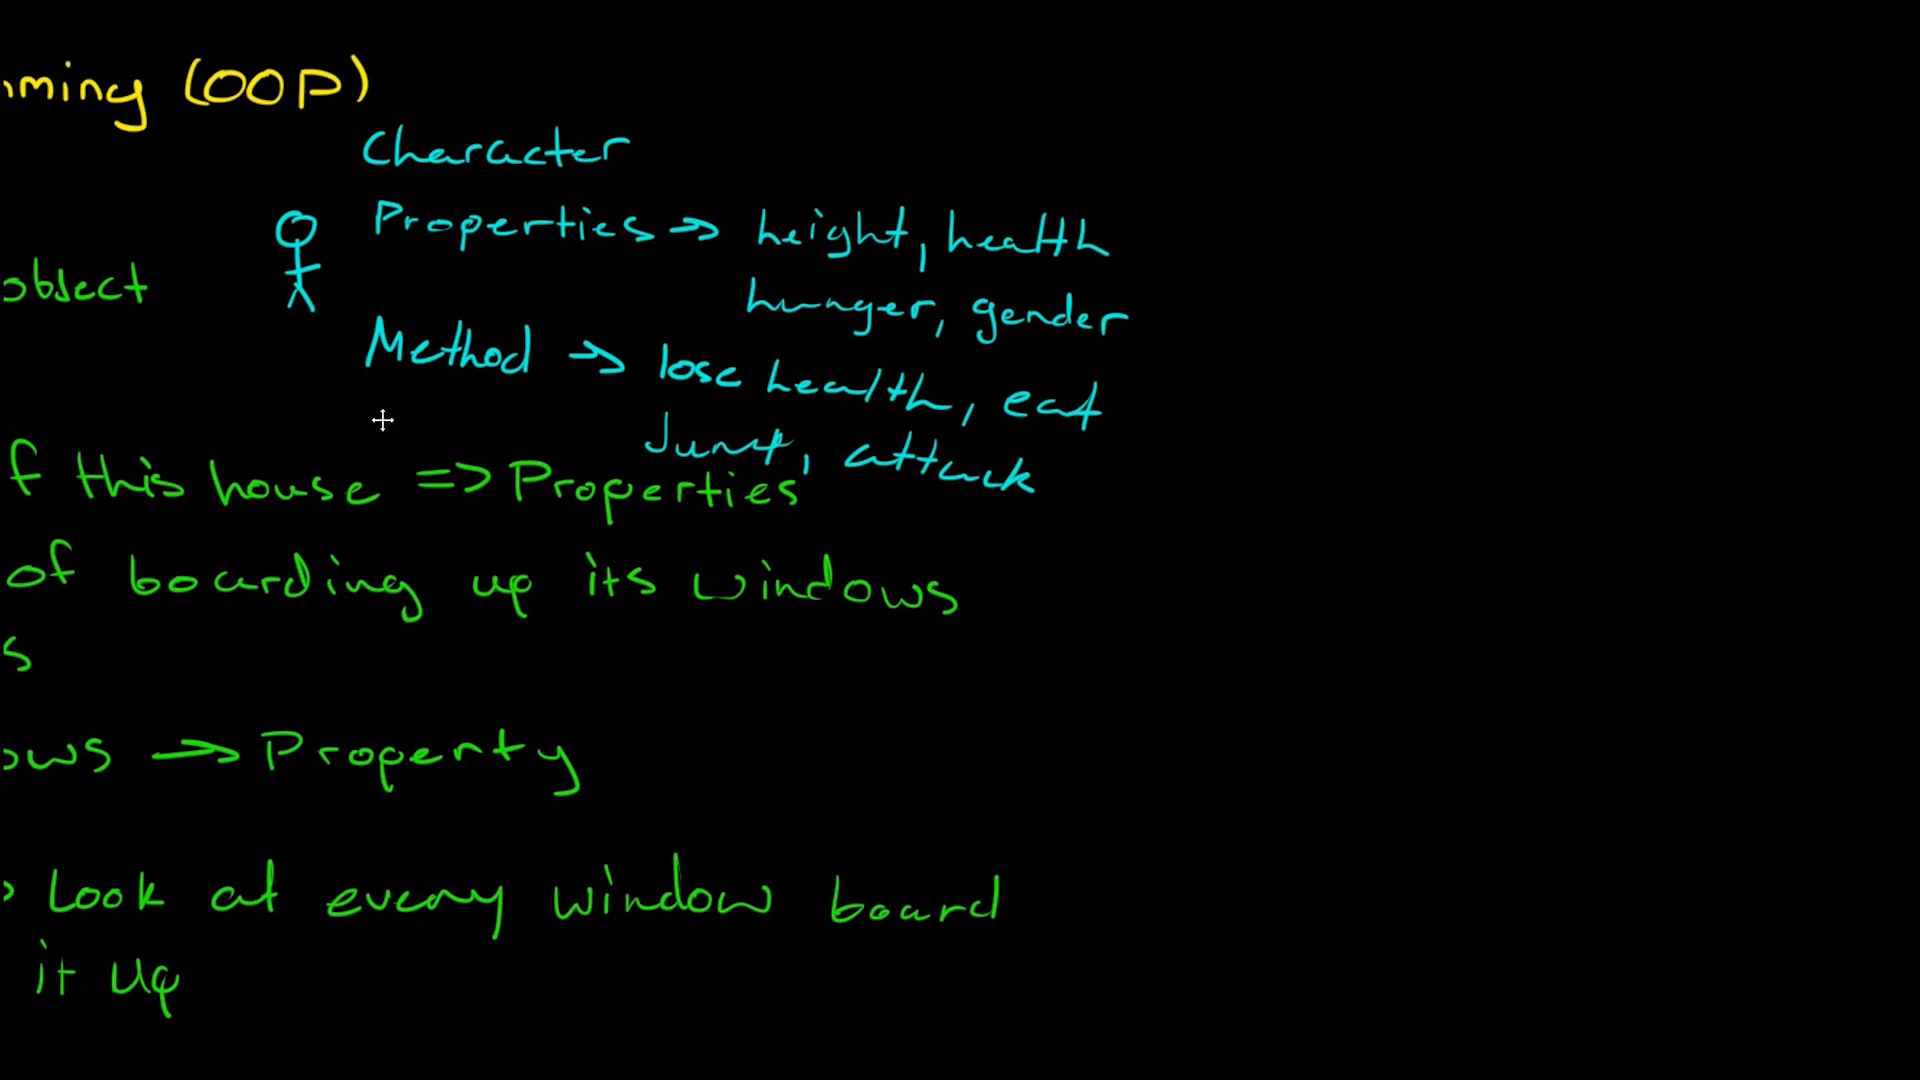 mming (OOP)
Character
Properties → height, health
object
hunger, gender
Method → lose health, eat
Jump, attack
f this house => Properties
of boarding up its windows
s
ows → Property
Look at every window board
it up